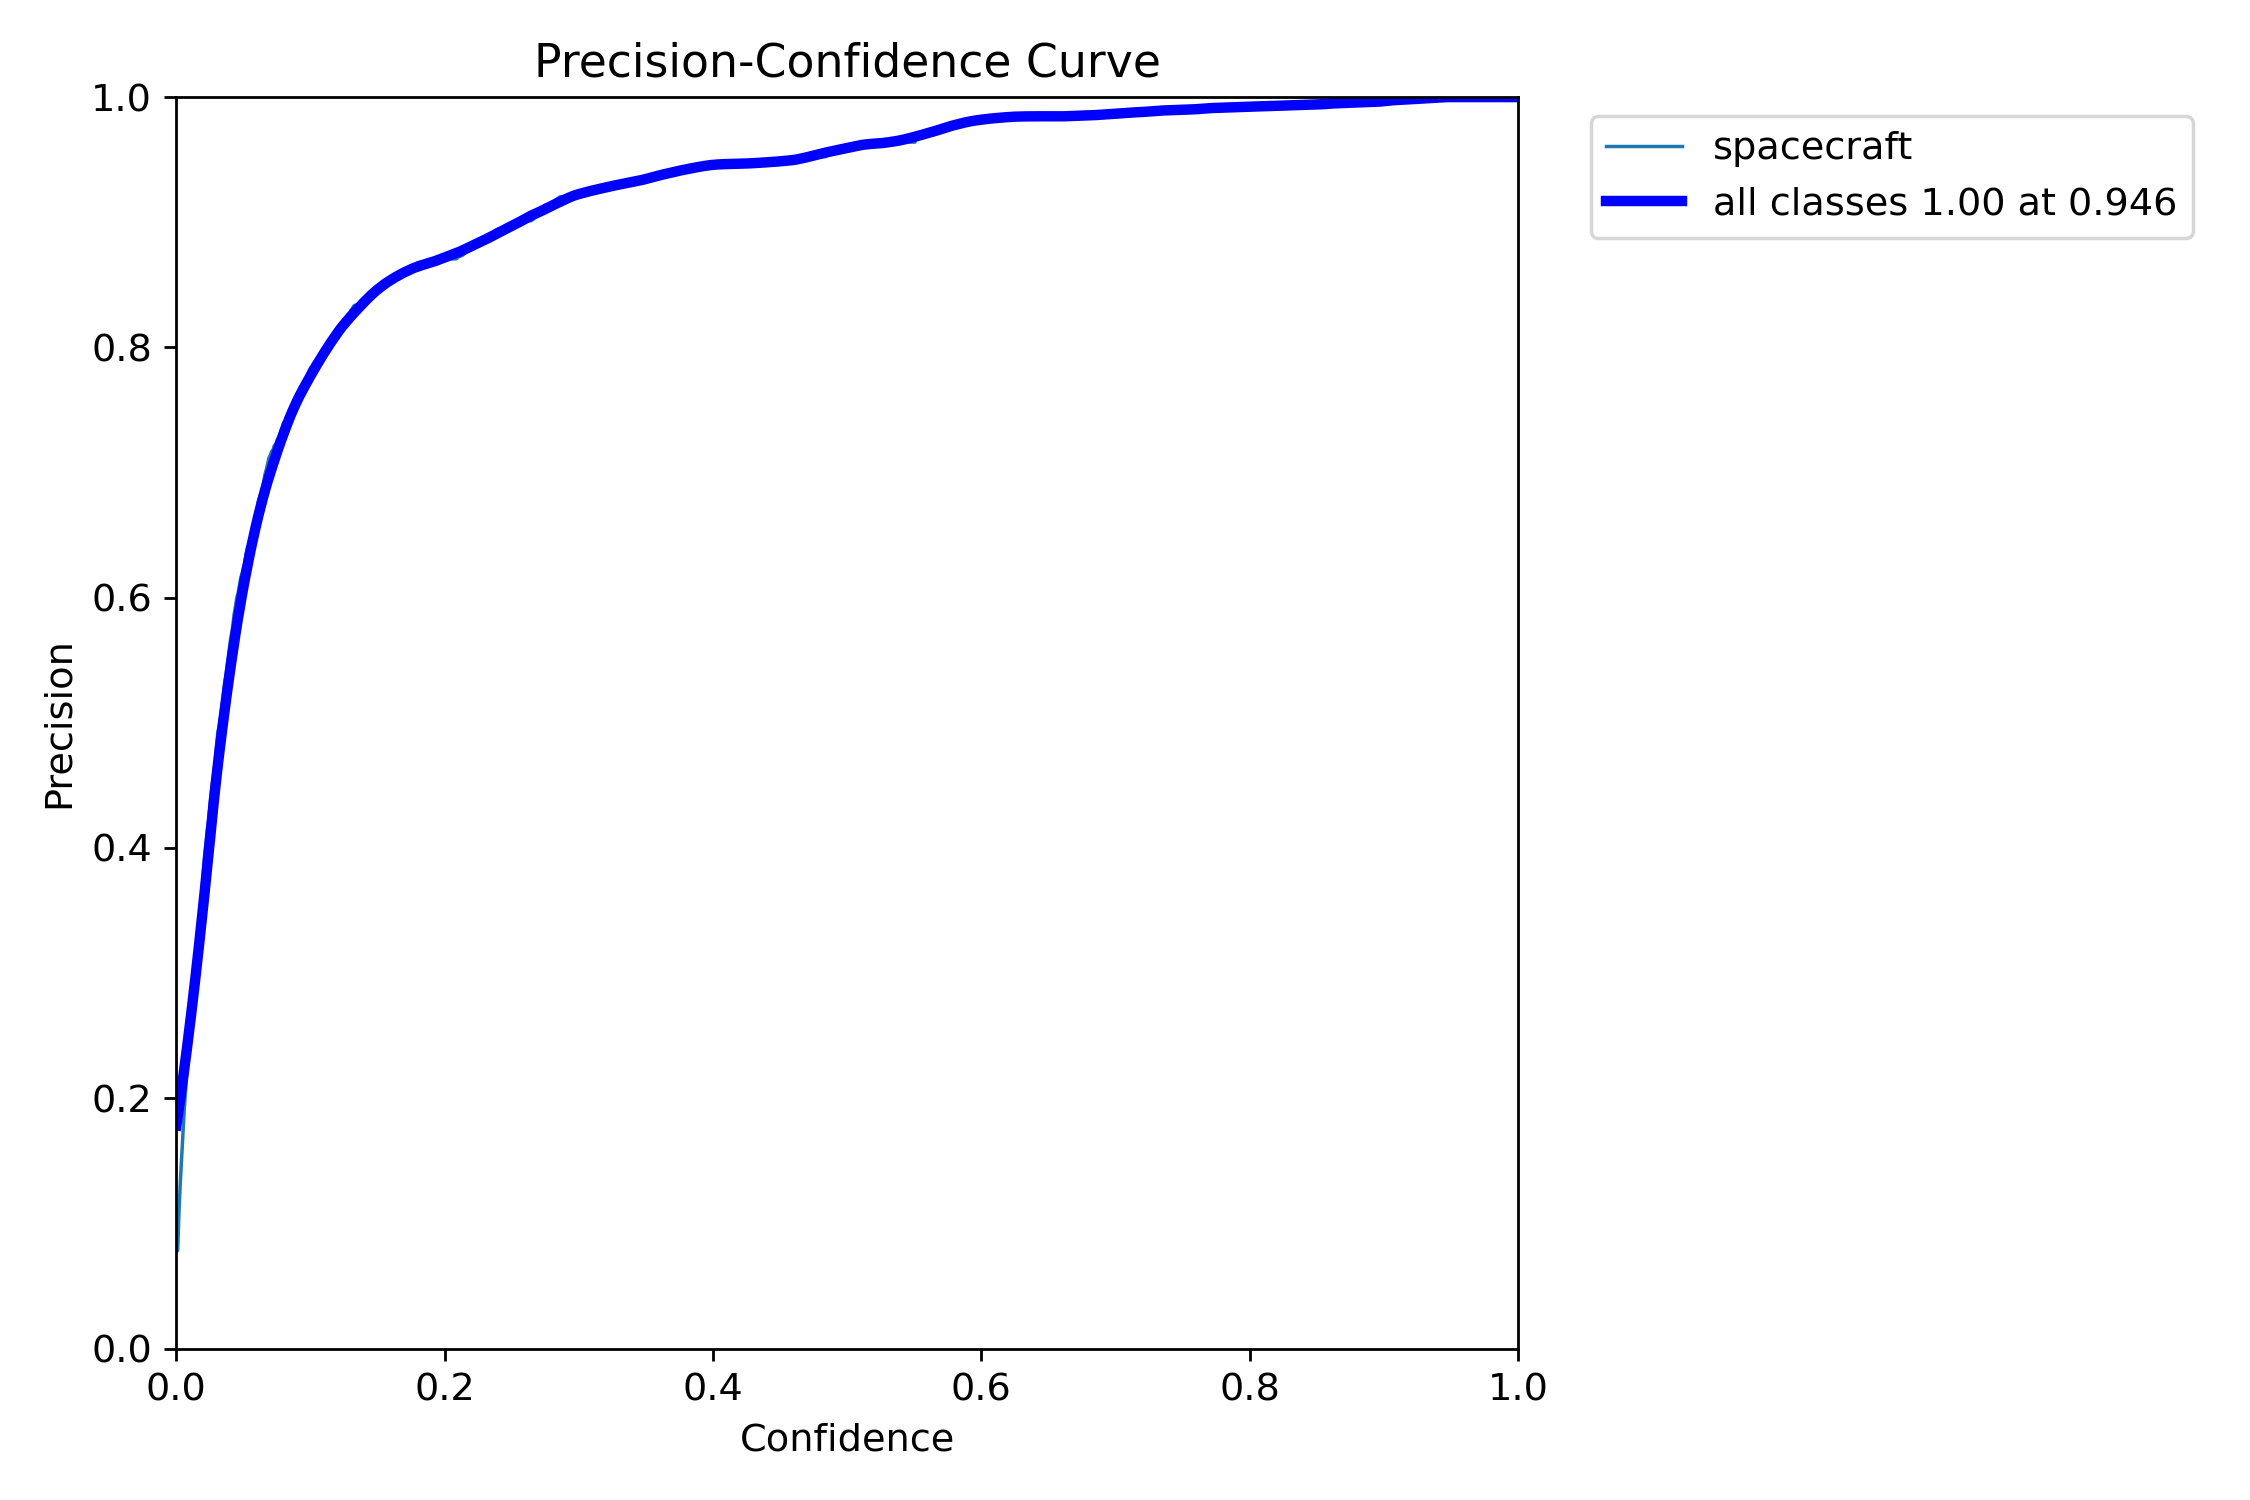 Precision-Confidence Curve
1.0
0.8
0.6
0.4
0.2
0.0
Precision
0.0 0.2 0.4 0.6 0.8 1.0
Confidence
spacecraft
all classes 1.00 at 0.946